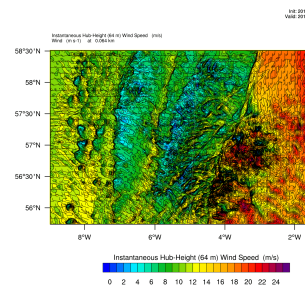 Init: 201
Valid: 201
Instantaneous Hub-Height (64 m) Wind Speed (m/s)
Wind (m s-1) at 0.064 km
58°30'N
58°N
57°30'N
57°N
56°30'N
56°N
8°W 6°W 4°W 2°W
Instantaneous Hub-Height (64 m) Wind Speed (m/s)
0 2 4 6 8 10 12 14 16 18 20 22 24